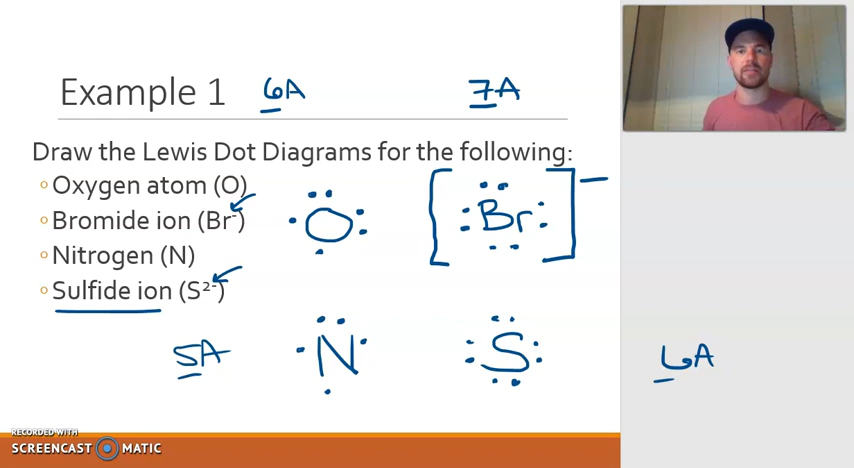 Example 1
6A
7A
Draw the Lewis Dot Diagrams for the following:
Oxygen atom (O)
Bromide ion (Br⁻)
Nitrogen (N)
Sulfide ion (S²⁻)
O
[Br]⁻
5A
N
S
6A
RECORDED WITH
SCREENCAST MATIC